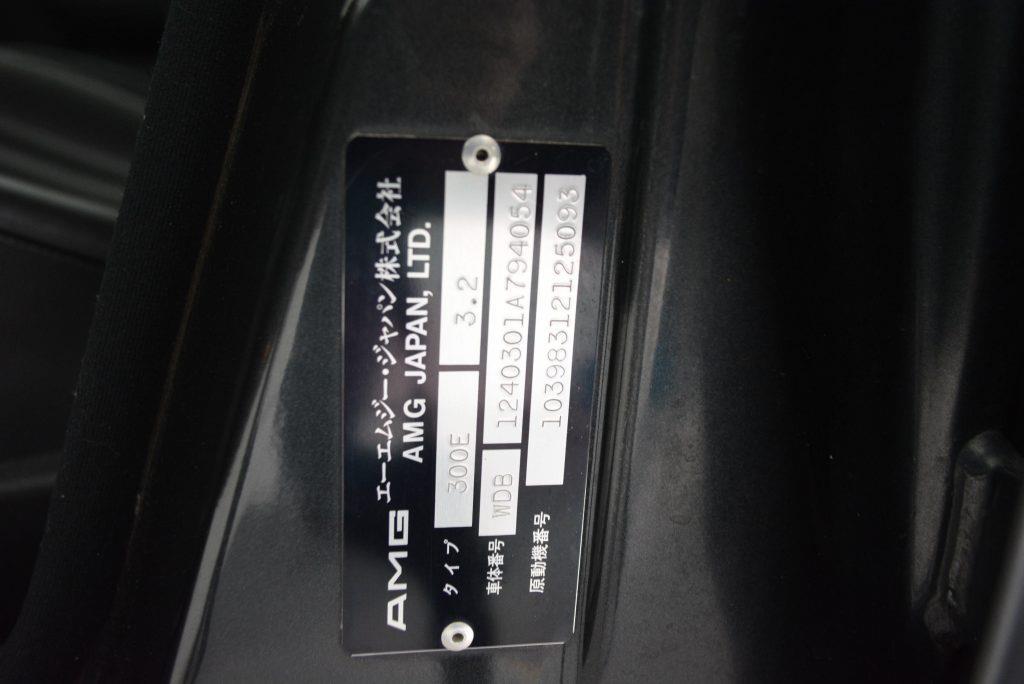 AMG エーエムジー・ジャパン株式会社
AMG JAPAN, LTD.
タイプ 300E 3.2
車体番号 WDB 1240301A794054
原動機番号 10398312125093